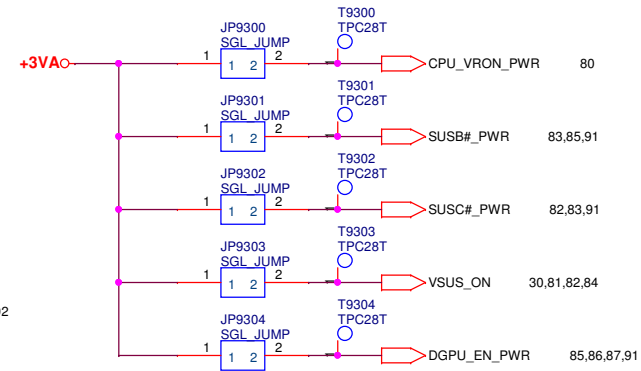 T9300
JP9300 TPC28T
SGL_JUMP
+3VA 1 1 2 2 CPU_VRON_PWR 80
T9301
JP9301 TPC28T
SGL_JUMP
1 1 2 2 SUSB#_PWR 83,85,91
T9302
JP9302 TPC28T
SGL_JUMP
1 1 2 2 SUSC#_PWR 82,83,91
T9303
JP9303 TPC28T
SGL_JUMP
1 1 2 2 VSUS_ON 30,81,82,84
T9304
JP9304 TPC28T
SGL_JUMP
1 1 2 2 DGPU_EN_PWR 85,86,87,91